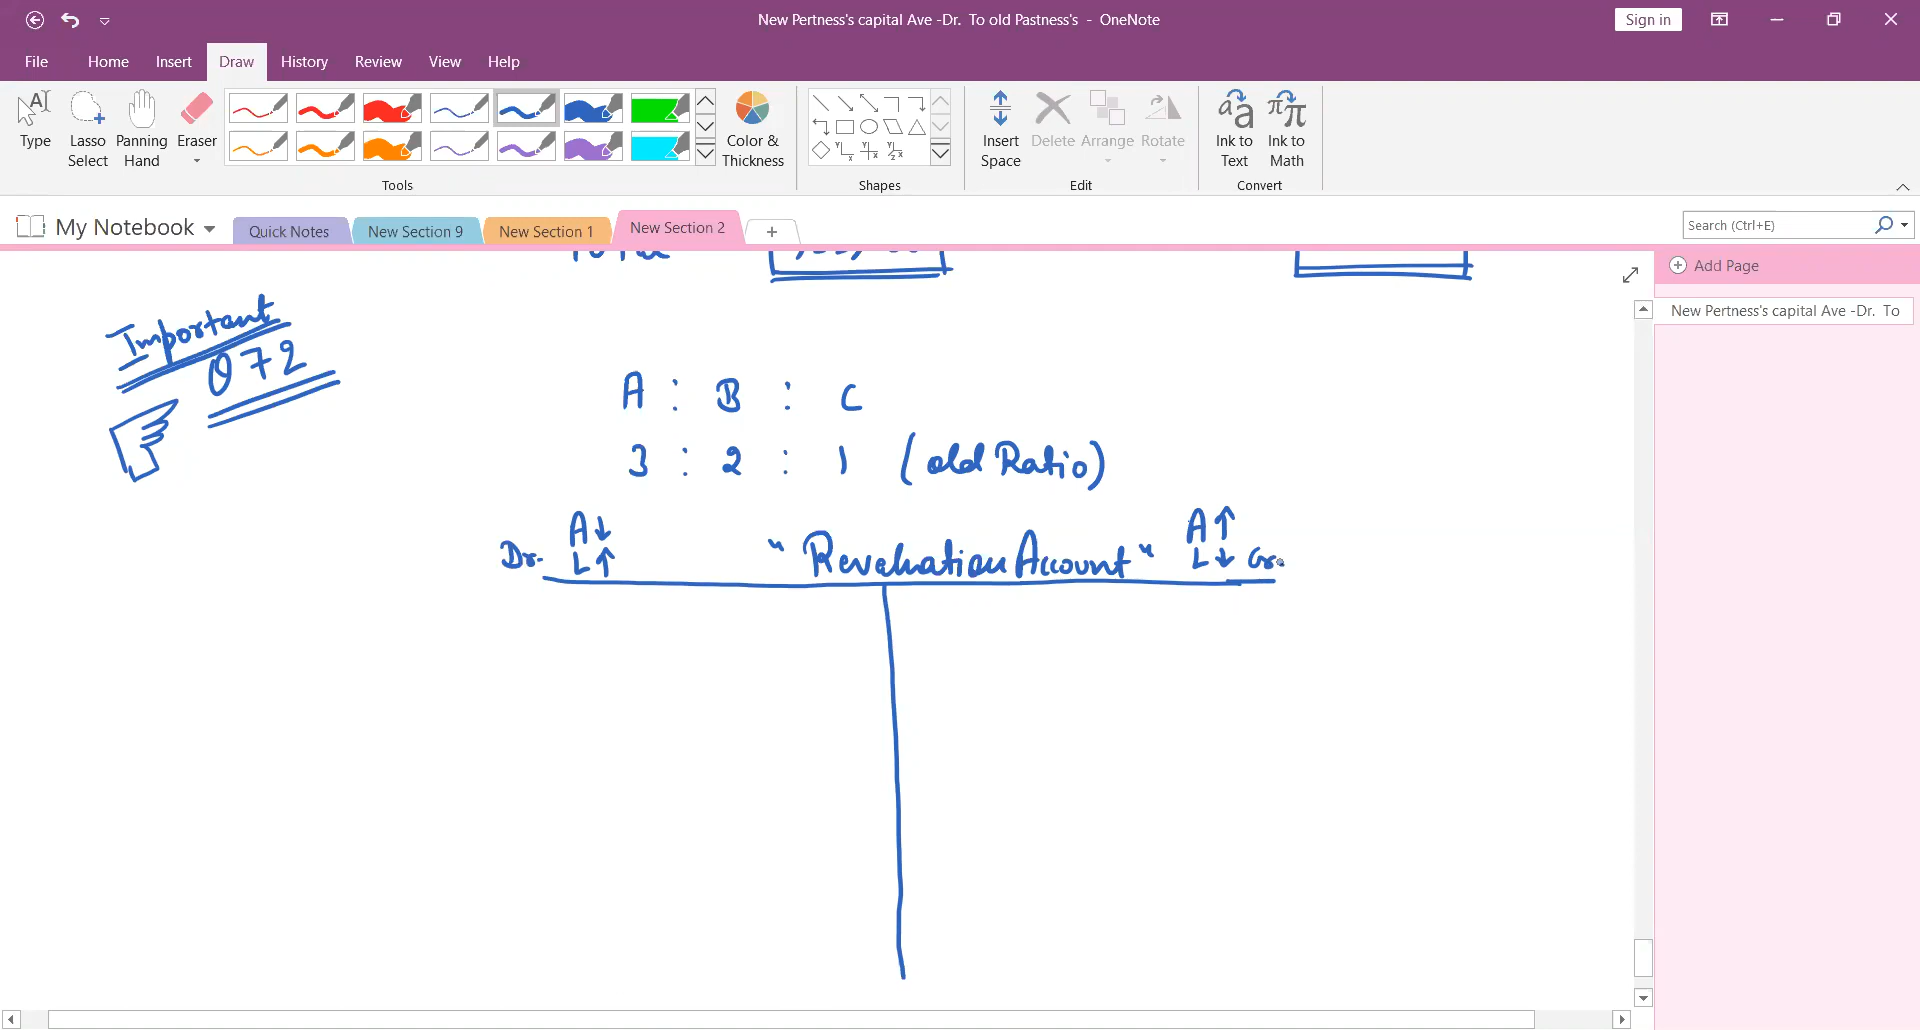 New Pertness's capital Ave -Dr. To old Pastness's - OneNote
Sign in
File Home Insert Draw History Review View Help
Type
Lasso Select
Panning Hand
Eraser
Color & Thickness
Insert Space
Delete
Arrange
Rotate
Ink to Text
Ink to Math
Tools
Shapes
Edit
Convert
My Notebook
Quick Notes
New Section 9
New Section 1
New Section 2
Search (Ctrl+E)
Add Page
New Pertness's capital Ave -Dr. To
Total
Important
Q72
A : B : C
3 : 2 : 1 (old Ratio)
A↓ A↑
Dr. L↑ "Revaluation Account" L↓ Cr.